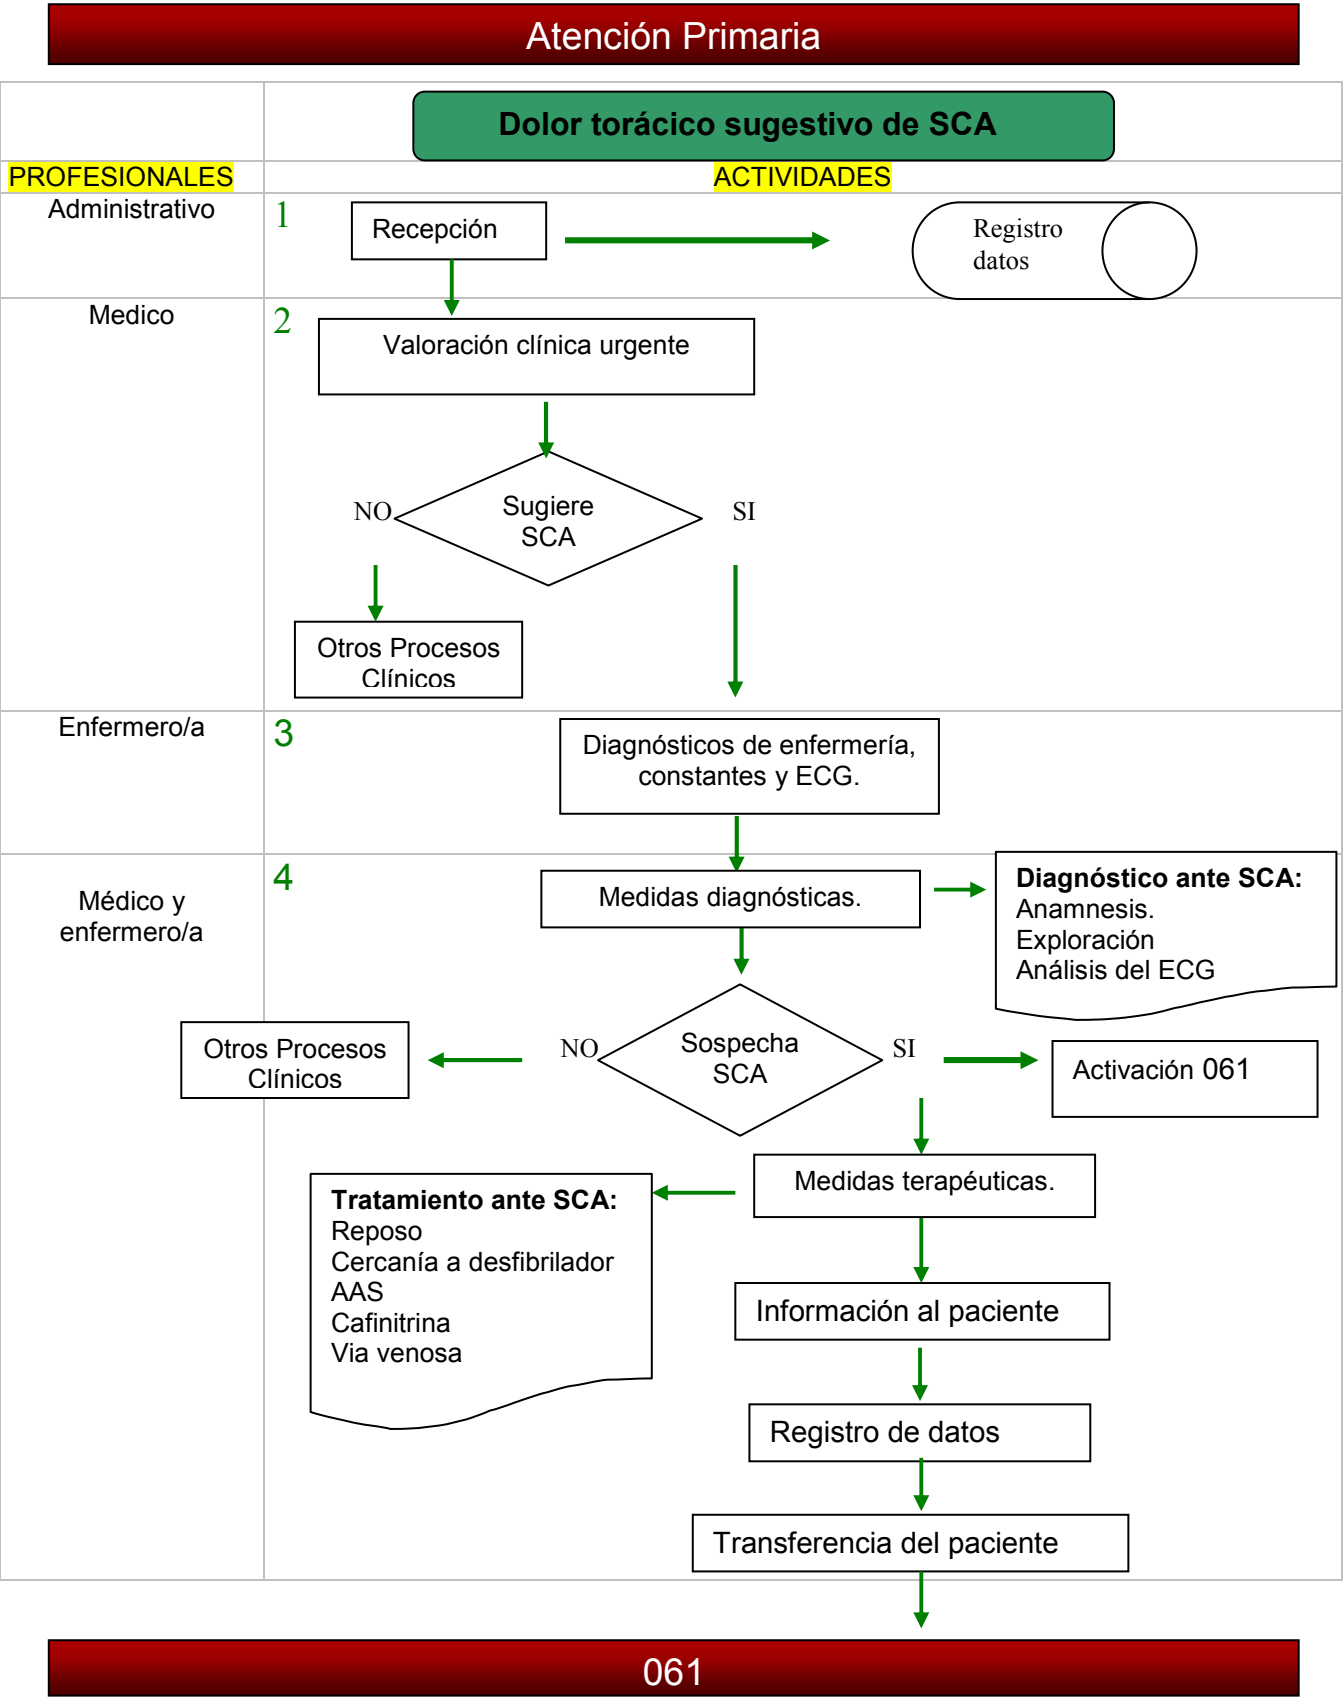 Atención Primaria
Dolor torácico sugestivo de SCA
PROFESIONALES
ACTIVIDADES
Administrativo
1
Recepción
Registro
datos
Medico
2
Valoración clínica urgente
NO
Sugiere
SCA
SI
Otros Procesos
Clínicos
Enfermero/a
3
Diagnósticos de enfermería,
constantes y ECG.
Médico y
enfermero/a
4
Medidas diagnósticas.
Diagnóstico ante SCA:
Anamnesis.
Exploración
Análisis del ECG
Otros Procesos
Clínicos
NO
Sospecha
SCA
SI
Activación 061
Medidas terapéuticas.
Tratamiento ante SCA:
Reposo
Cercanía a desfibrilador
AAS
Cafinitrina
Via venosa
Información al paciente
Registro de datos
Transferencia del paciente
061